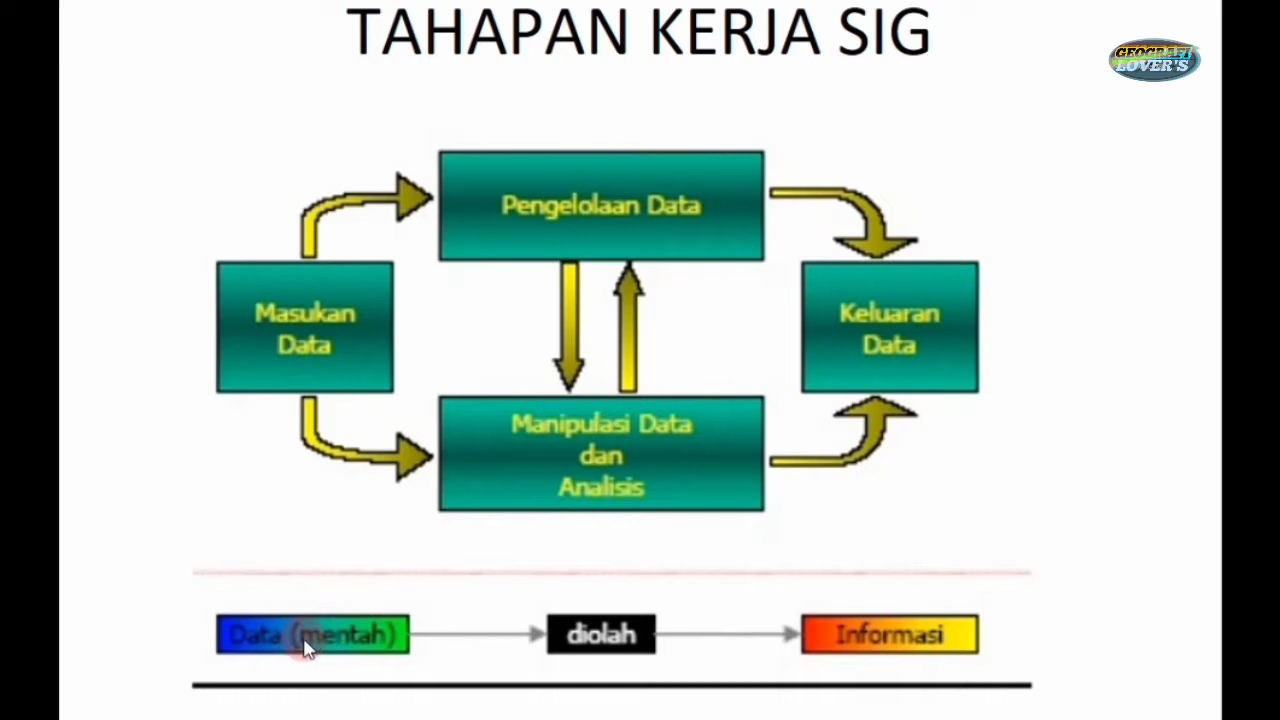 TAHAPAN KERJA SIG
GEOGRAFI
LOVER'S
Pengelolaan Data
Masukan
Data
Keluaran
Data
Manipulasi Data
dan
Analisis
Data (mentah)
diolah
Informasi